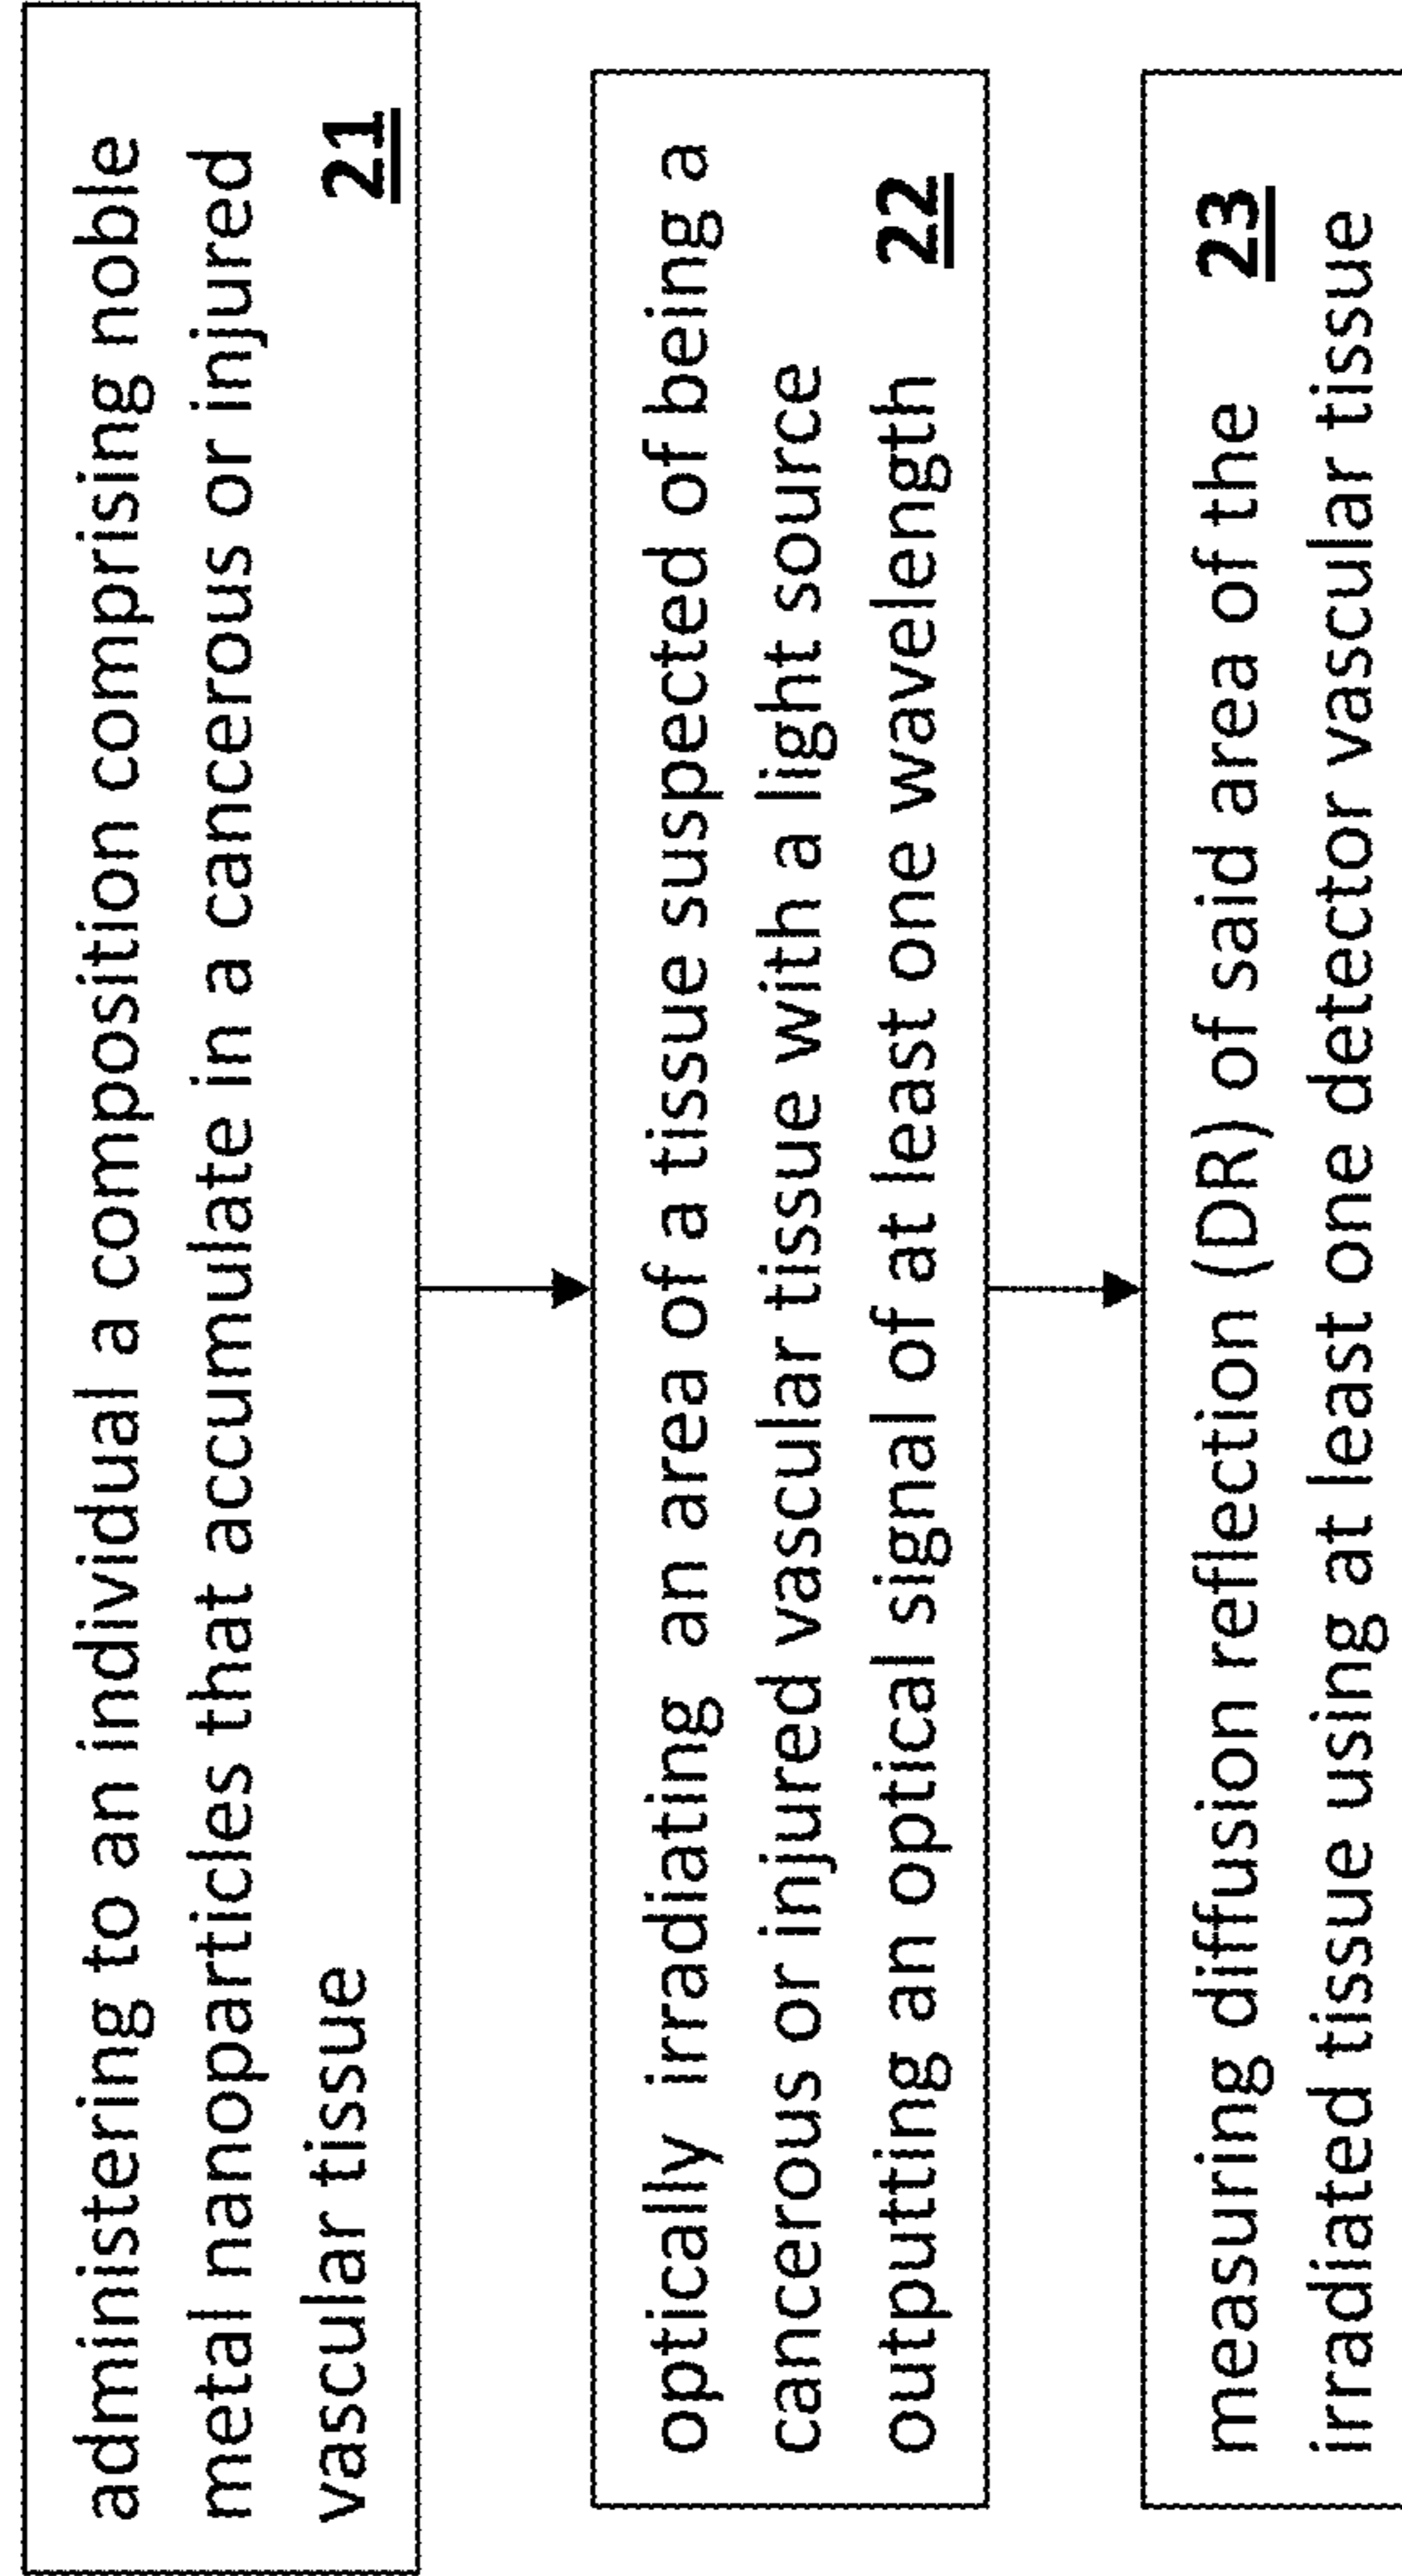 administering to an individual a composition comprising noble
metal nanoparticles that accumulate in a cancerous or injured
vascular tissue 21
optically irradiating an area of a tissue suspected of being a
cancerous or injured vascular tissue with a light source
outputting an optical signal of at least one wavelength 22
measuring diffusion reflection (DR) of said area of the 23
irradiated tissue using at least one detector vascular tissue